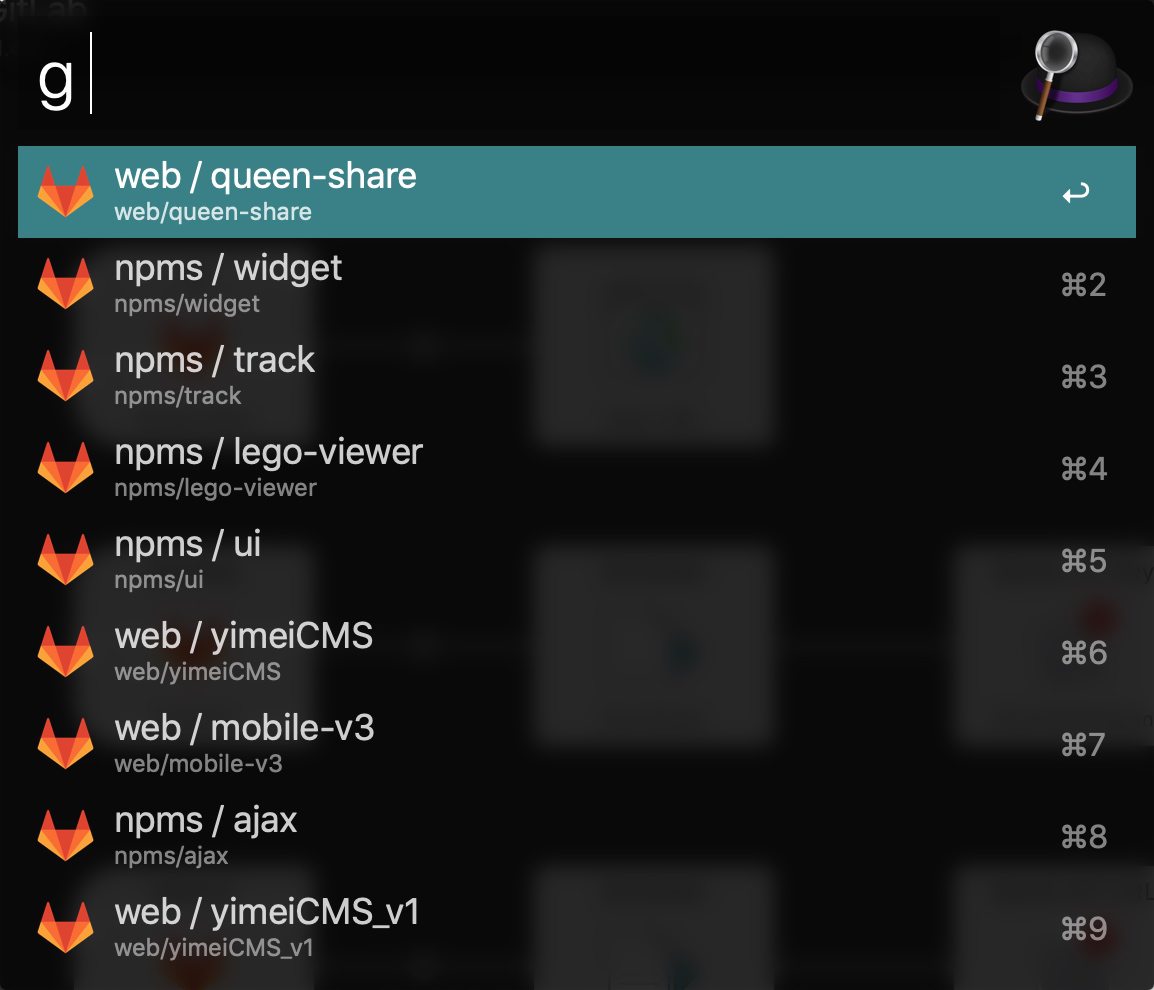 GitLab
g
web / queen-share
web/queen-share
↩
npms / widget
npms/widget
⌘2
npms / track
npms/track
⌘3
npms / lego-viewer
npms/lego-viewer
⌘4
npms / ui
npms/ui
⌘5
web / yimeiCMS
web/yimeiCMS
⌘6
web / mobile-v3
web/mobile-v3
⌘7
npms / ajax
npms/ajax
⌘8
web / yimeiCMS_v1
web/yimeiCMS_v1
⌘9